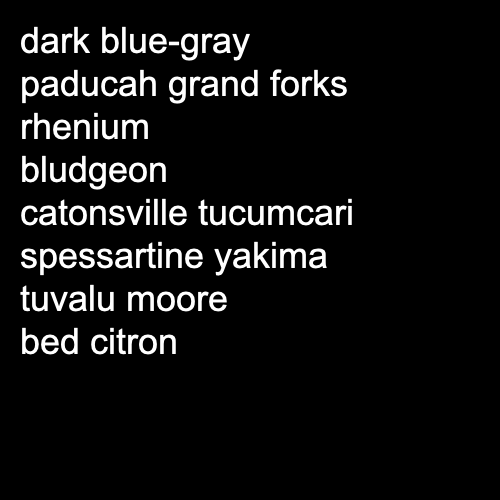 dark blue-gray
paducah grand forks
rhenium
bludgeon
catonsville tucumcari
spessartine yakima
tuvalu moore
bed citron